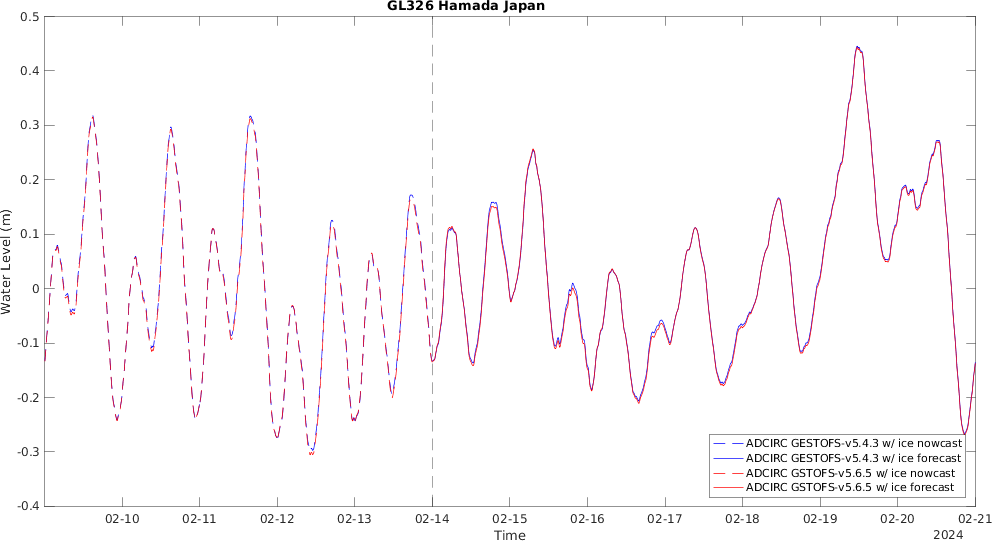 GL326 Hamada Japan
0.5
0.4
0.3
0.2
0.1
0
-0.1
-0.2
-0.3
-0.4
Water Level (m)
ADCIRC GESTOFS-v5.4.3 w/ ice nowcast
ADCIRC GESTOFS-v5.4.3 w/ ice forecast
ADCIRC GSTOFS-v5.6.5 w/ ice nowcast
ADCIRC GSTOFS-v5.6.5 w/ ice forecast
02-10 02-11 02-12 02-13 02-14 02-15 02-16 02-17 02-18 02-19 02-20 02-21
Time
2024